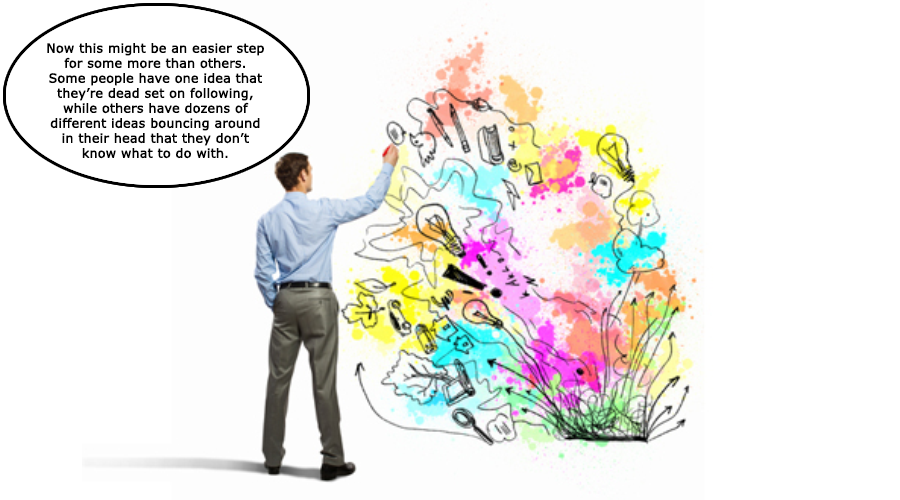 Now this might be an easier step
for some more than others.
Some people have one idea that
they're dead set on following,
while others have dozens of
different ideas bouncing around
in their head that they don't
know what to do with.